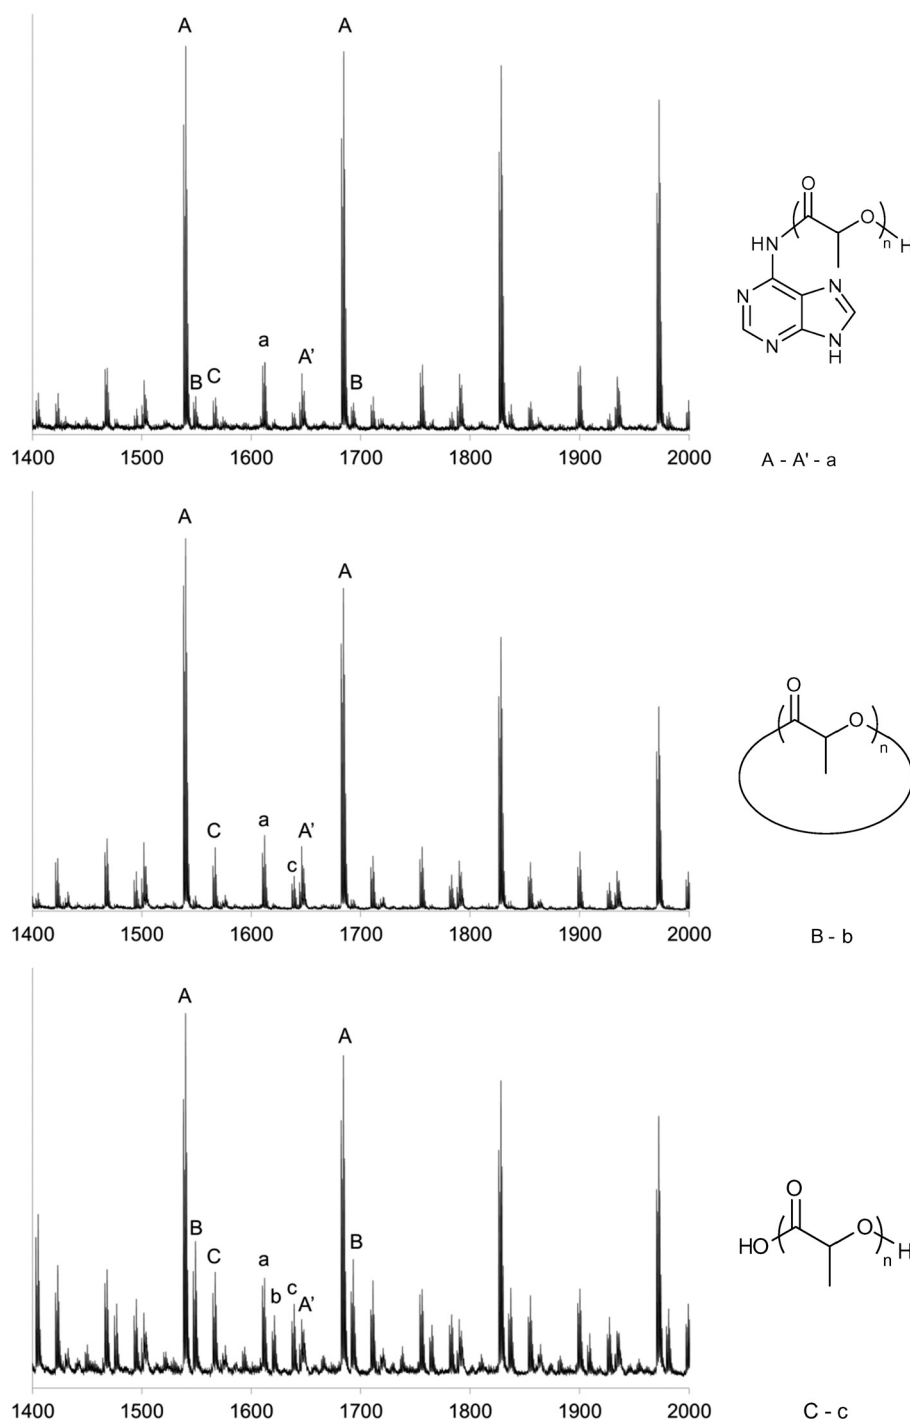 A A
B C a A' B
1400 1500 1600 1700 1800 1900 2000
O
( O ) n H
HN
N N
N N
H
A - A' - a
A A
C a c A'
1400 1500 1600 1700 1800 1900 2000
O
( O ) n
B - b
A A
B C a b c A' B
1400 1500 1600 1700 1800 1900 2000
O
HO ( O ) n H
C - c